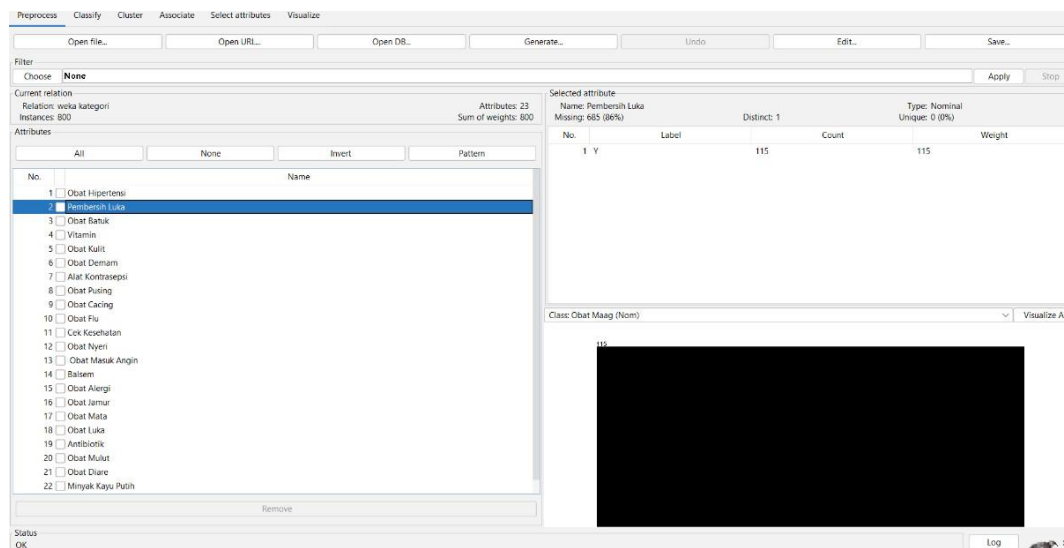 Preprocess Classify Cluster Associate Select attributes Visualize
Open file... Open URL... Open DB... Generate... Undo Edit... Save...
Filter
Choose None Apply Stop
Current relation
Relation: weka kategori Attributes: 23
Instances: 800 Sum of weights: 800
Attributes
All None Invert Pattern
No. Name
1 Obat Hipertensi
2 Pembersih Luka
3 Obat Batuk
4 Vitamin
5 Obat Kulit
6 Obat Demam
7 Alat Kontrasepsi
8 Obat Pusing
9 Obat Cacing
10 Obat Flu
11 Cek Kesehatan
12 Obat Nyeri
13 Obat Masuk Angin
14 Balsem
15 Obat Alergi
16 Obat Jamur
17 Obat Mata
18 Obat Luka
19 Antibiotik
20 Obat Mulut
21 Obat Diare
22 Minyak Kayu Putih
Remove
Selected attribute
Name: Pembersih Luka Type: Nominal
Missing: 685 (86%) Distinct: 1 Unique: 0 (0%)
No. Label Count Weight
1 Y 115 115
Class: Obat Maag (Nom) Visualize A
115
Status
OK Log